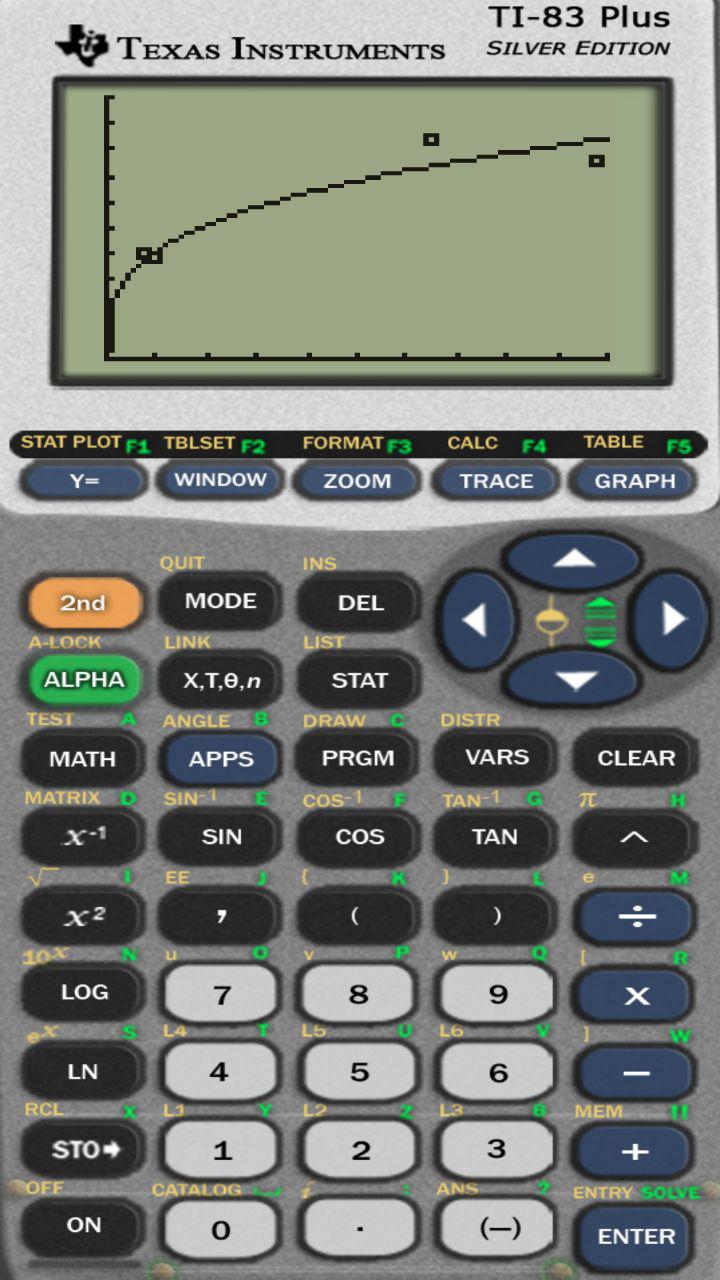 TI-83 Plus
TEXAS INSTRUMENTS SILVER EDITION
STAT PLOT F1 TBLSET F2 FORMAT F3 CALC F4 TABLE F5
Y= WINDOW ZOOM TRACE GRAPH
QUIT INS
2nd MODE DEL
A-LOCK LINK LIST
ALPHA X,T,θ,n STAT
TEST A ANGLE B DRAW C DISTR
MATH APPS PRGM VARS CLEAR
MATRIX D SIN⁻¹ E COS⁻¹ F TAN⁻¹ G π H
x⁻¹ SIN COS TAN ^
√ I EE J { K } L e M
x² , ( ) ÷
10ˣ N u O v P w Q [ R
LOG 7 8 9 X
eˣ S L4 T L5 U L6 V ] W
LN 4 5 6 −
RCL X L1 Y L2 Z L3 θ MEM "
STO➔ 1 2 3 +
OFF CATALOG i : ANS ? ENTRY SOLVE
ON 0 . (—) ENTER